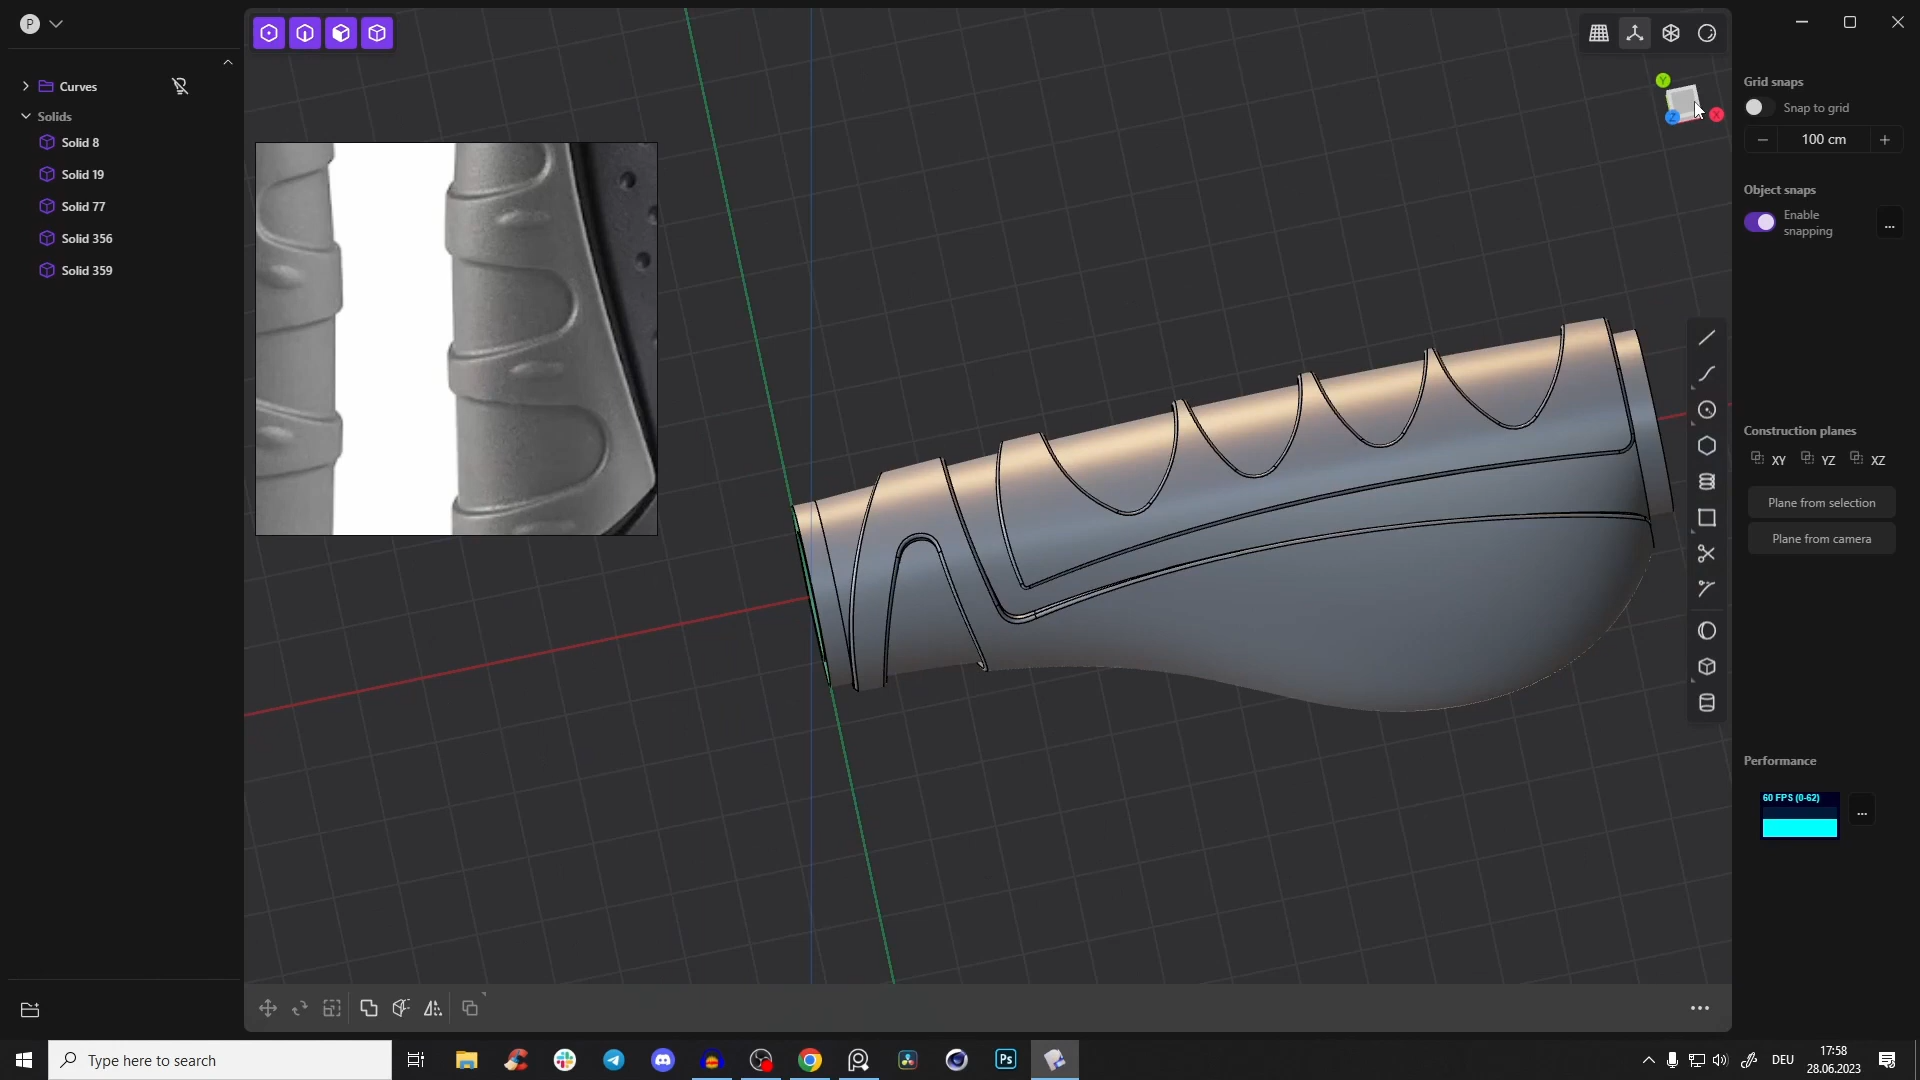 P
Curves
Solids
Solid 8
Solid 19
Solid 77
Solid 356
Solid 359
Y
X
Z
Grid snaps
Snap to grid
100 cm
Object snaps
Enable
snapping
...
Construction planes
XY YZ XZ
Plane from selection
Plane from camera
Performance
60 FPS (0-62)
...
Type here to search
Ps
DEU
17:58
28.06.2023